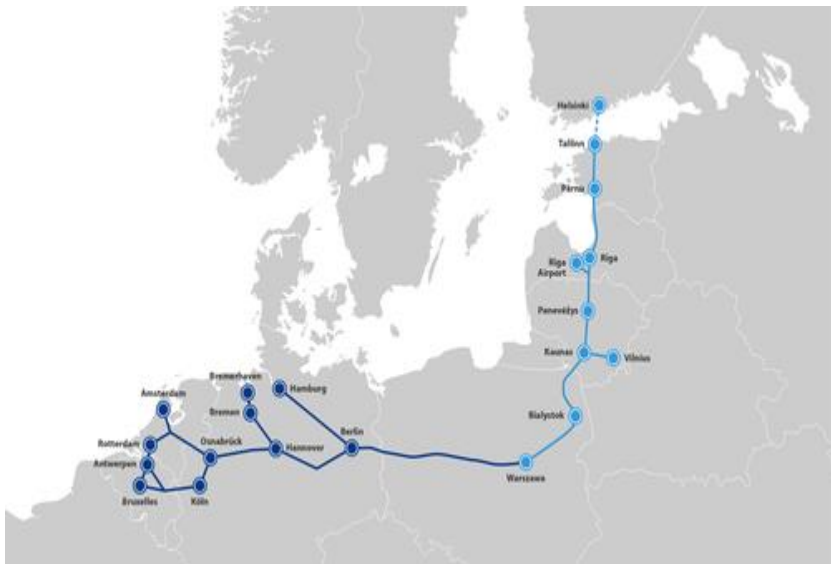 Helsinki
Tallinn
Pärnu
Riga
Airport
Riga
Panevėžys
Kaunas
Vilnius
Bialystok
Warszawa
Bremerhaven
Hamburg
Amsterdam
Bremen
Berlin
Rotterdam
Osnabrück
Hannover
Antwerpen
Bruxelles
Köln